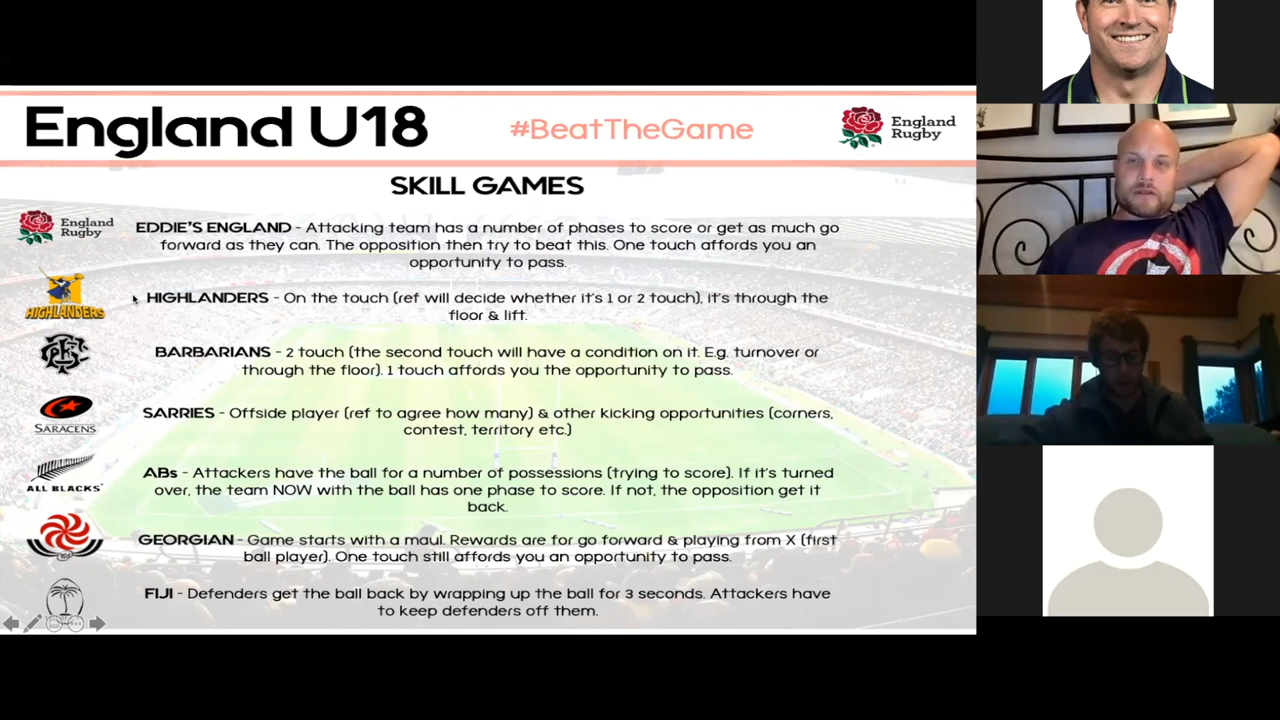 England U18
#BeatTheGame
England
Rugby
SKILL GAMES
England
Rugby
EDDIE'S ENGLAND - Attacking team has a number of phases to score or get as much go
forward as they can. The opposition then try to beat this. One touch affords you an
opportunity to pass.
HIGHLANDERS
HIGHLANDERS - On the touch (ref will decide whether it's 1 or 2 touch), it's through the
floor & lift.
BARBARIANS - 2 touch (the second touch will have a condition on it. E.g. turnover or
through the floor). 1 touch affords you the opportunity to pass.
SARACENS
SARRIES - Offside player (ref to agree how many) & other kicking opportunities (corners,
contest, territory etc.)
ALL BLACKS
ABs - Attackers have the ball for a number of possessions (trying to score). If it's turned
over, the team NOW with the ball has one phase to score. If not, the opposition get it
back.
GEORGIAN - Game starts with a maul. Rewards are for go forward & playing from X (first
ball player). One touch still affords you an opportunity to pass.
FIJI - Defenders get the ball back by wrapping up the ball for 3 seconds. Attackers have
to keep defenders off them.